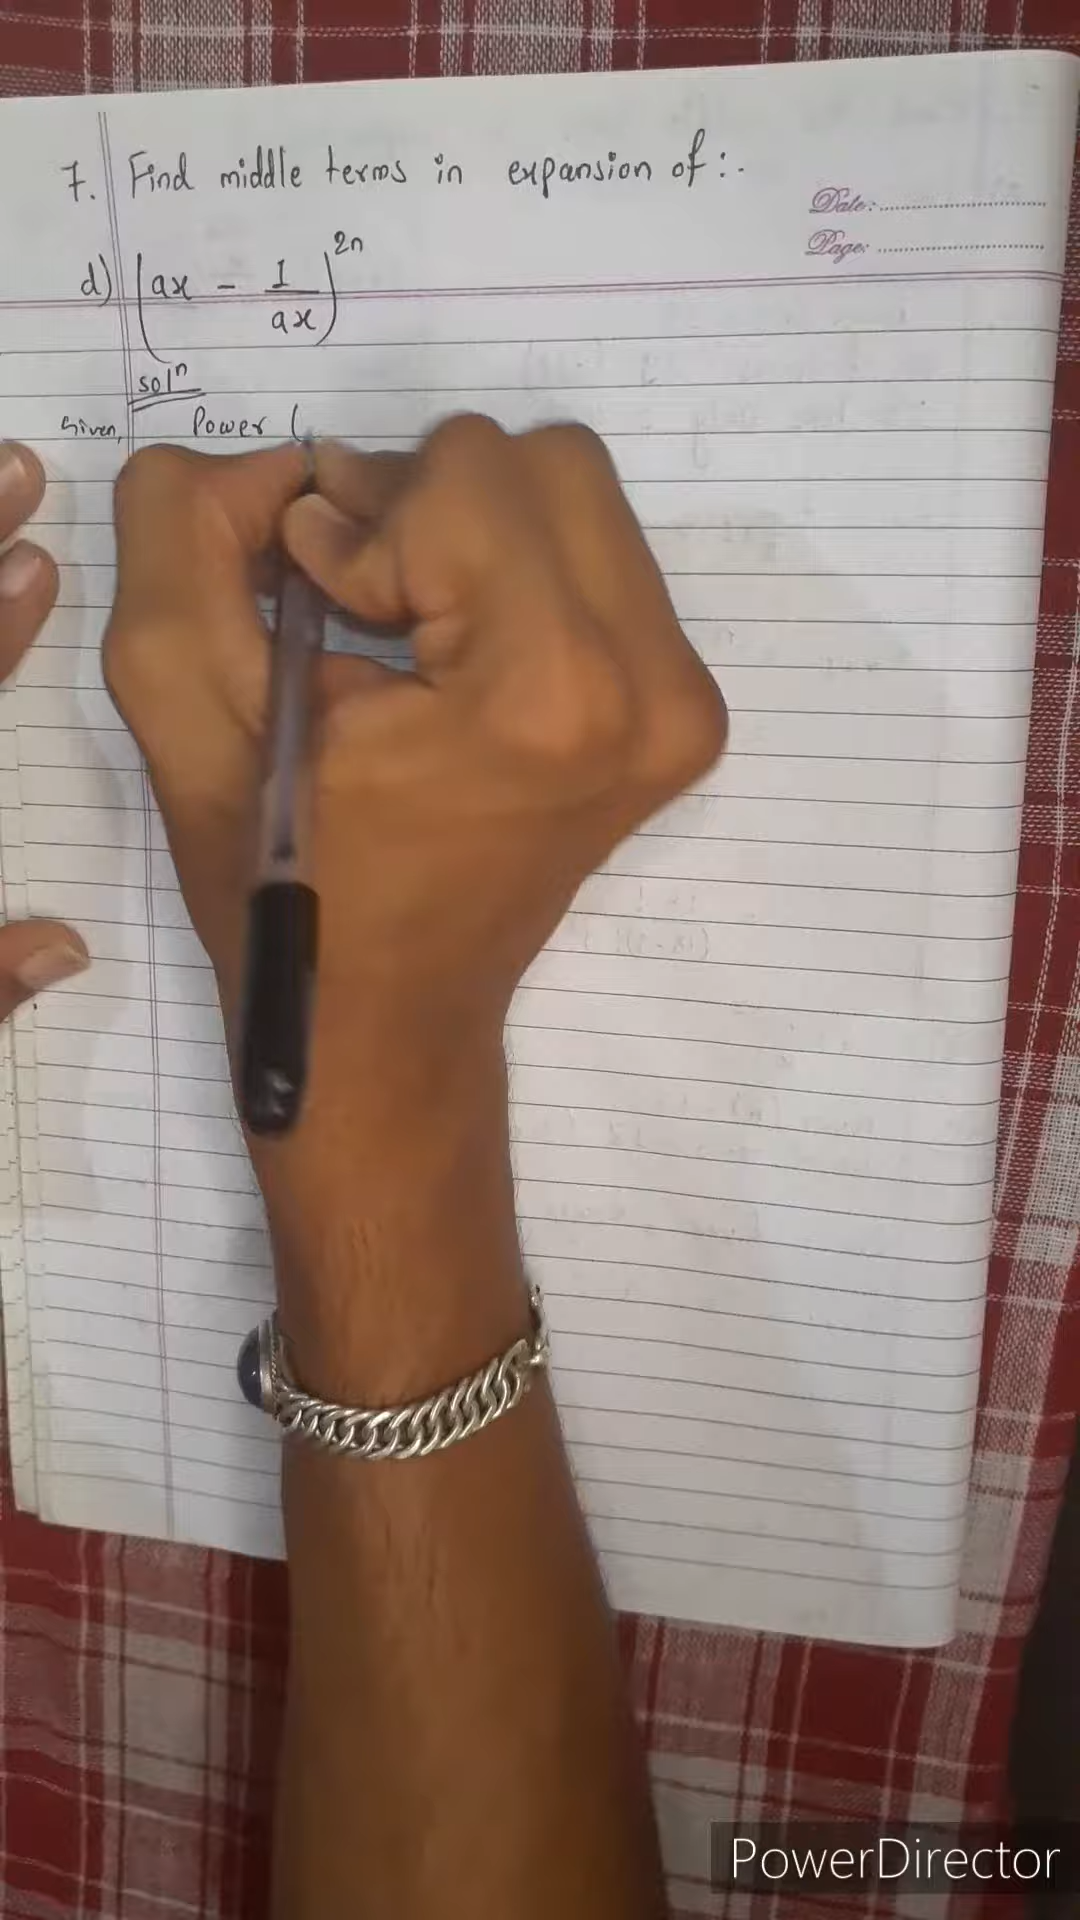 7. Find middle terms in expansion of :-
Date: ..........
Page: ..........
d) (ax - 1/ax)^2n
solⁿ
Given, Power (
PowerDirector